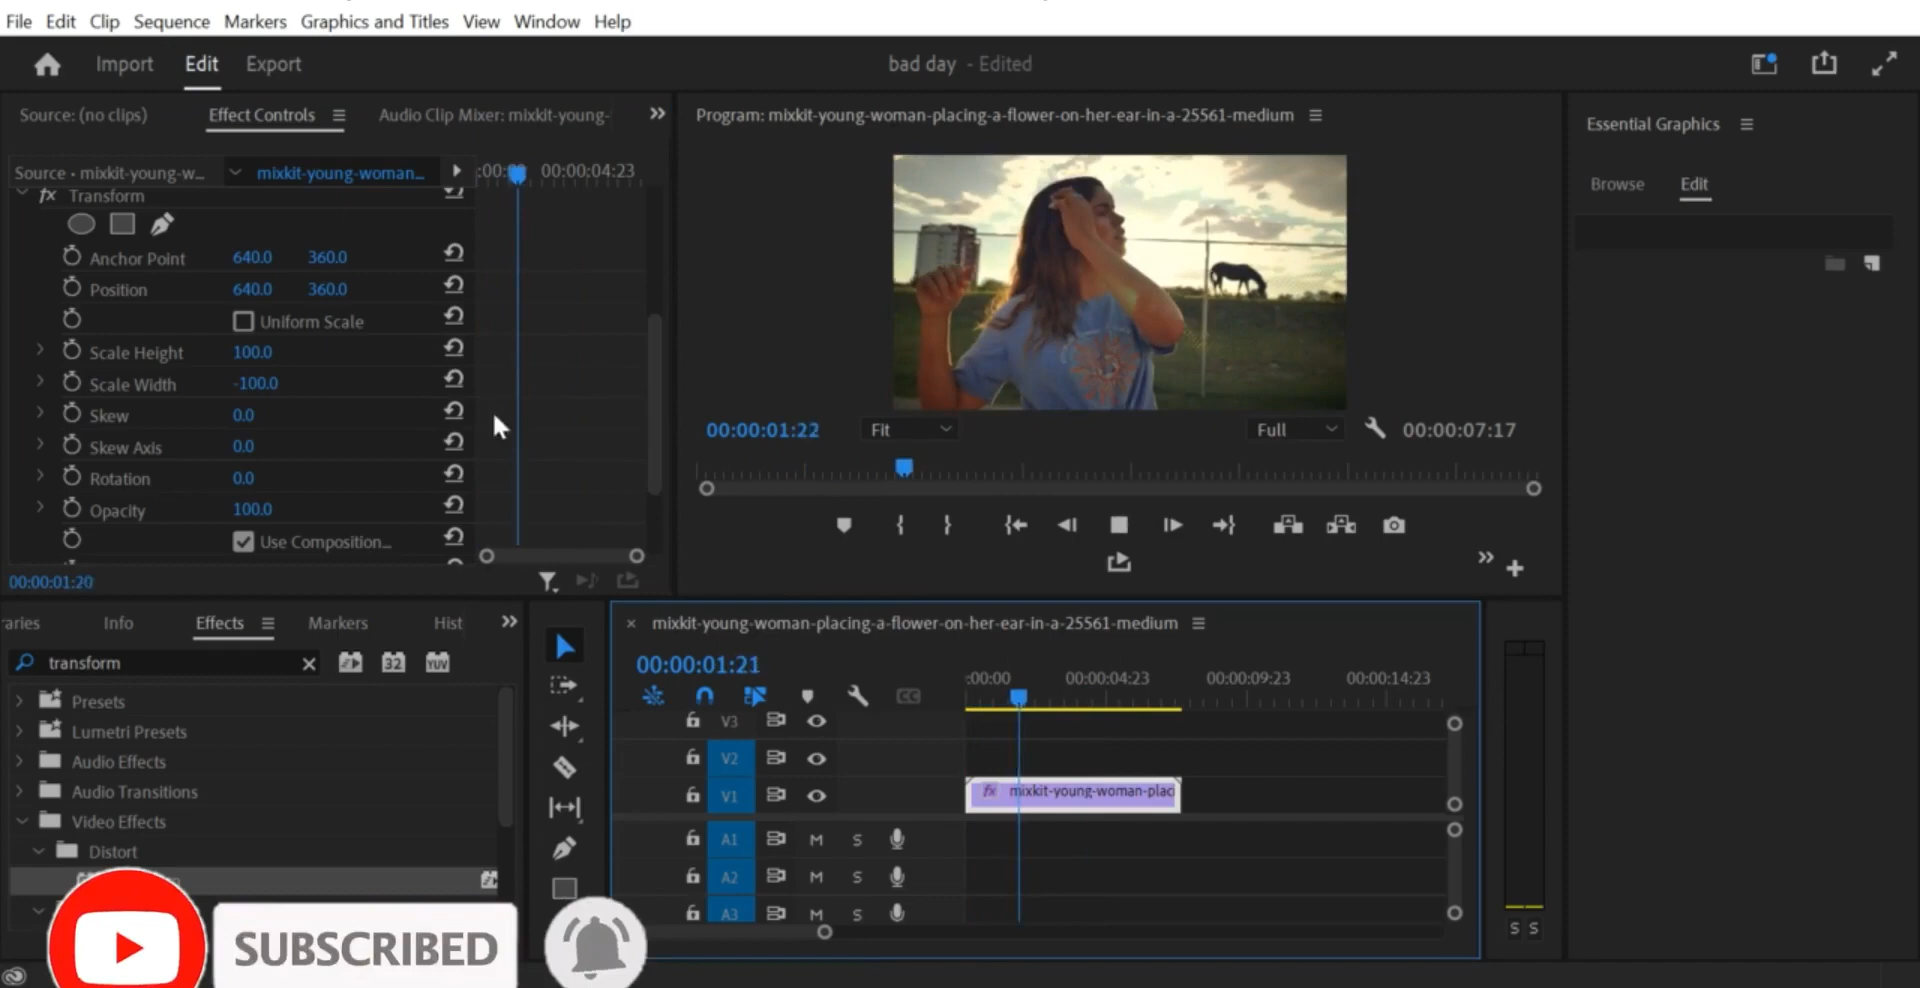 File Edit Clip Sequence Markers Graphics and Titles View Window Help
Import Edit Export
bad day - Edited
Source: (no clips) Effect Controls Audio Clip Mixer: mixkit-young-
Program: mixkit-young-woman-placing-a-flower-on-her-ear-in-a-25561-medium
Essential Graphics
Browse Edit
Source • mixkit-young-w... mixkit-young-woman... 00:00:04:23
fx Transform
Anchor Point 640.0 360.0
Position 640.0 360.0
Uniform Scale
Scale Height 100.0
Scale Width -100.0
Skew 0.0
Skew Axis 0.0
Rotation 0.0
Opacity 100.0
Use Composition...
00:00:01:20
00:00:01:22 Fit Full 00:00:07:17
raries Info Effects Markers Hist
transform 32 YUV
Presets
Lumetri Presets
Audio Effects
Audio Transitions
Video Effects
Distort
mixkit-young-woman-placing-a-flower-on-her-ear-in-a-25561-medium
00:00:01:21
:00:00 00:00:04:23 00:00:09:23 00:00:14:23
CC
V3
V2
V1 fx mixkit-young-woman-placi
A1 M S
A2 M S
A3 M S
S S
SUBSCRIBED